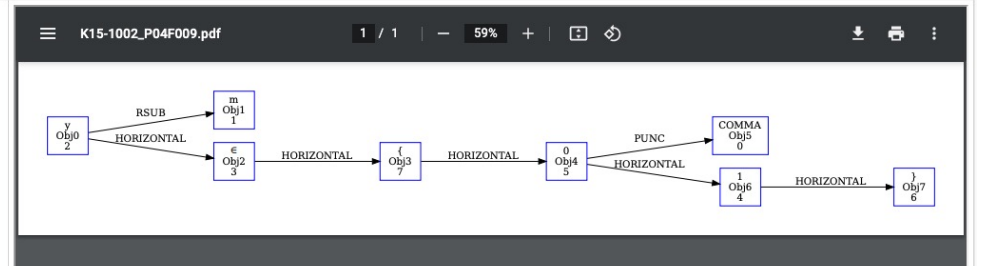 K15-1002_P04F009.pdf
1 / 1
59%
y
Obj0
2
RSUB
m
Obj1
1
HORIZONTAL
∈
Obj2
3
HORIZONTAL
{
Obj3
7
HORIZONTAL
0
Obj4
5
PUNC
COMMA
Obj5
0
HORIZONTAL
1
Obj6
4
HORIZONTAL
}
Obj7
6